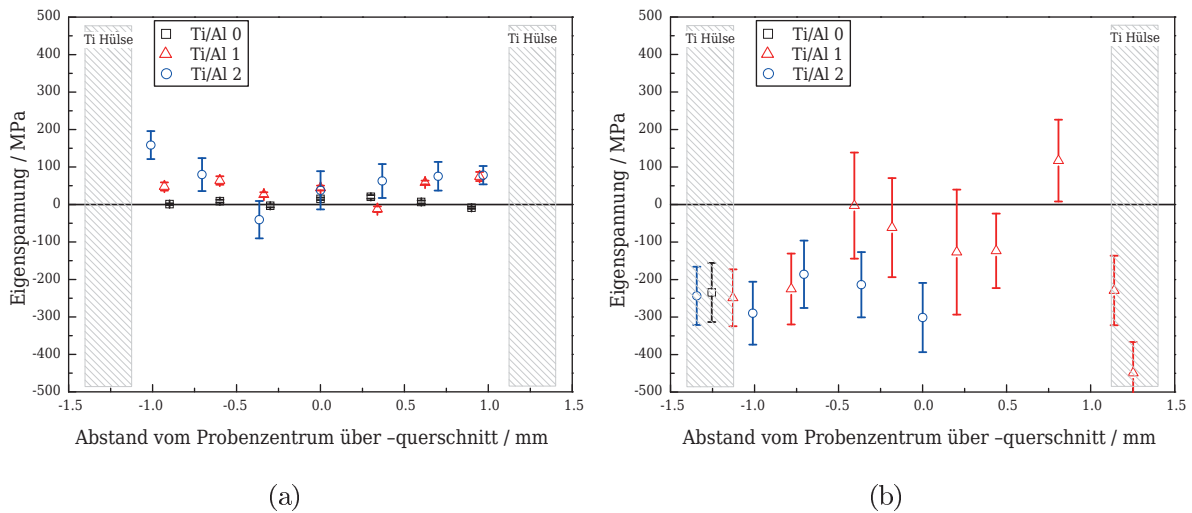 500
400
300
200
100
0
-100
-200
-300
-400
-500
-1.5
-1.0
-0.5
0.0
0.5
1.0
1.5
Eigenspannung / MPa
Abstand vom Probenzentrum über –querschnitt / mm
Ti Hülse
Ti Hülse
Ti/Al 0
Ti/Al 1
Ti/Al 2
(a)
500
400
300
200
100
0
-100
-200
-300
-400
-500
-1.5
-1.0
-0.5
0.0
0.5
1.0
1.5
Eigenspannung / MPa
Abstand vom Probenzentrum über –querschnitt / mm
Ti Hülse
Ti Hülse
Ti/Al 0
Ti/Al 1
Ti/Al 2
(b)